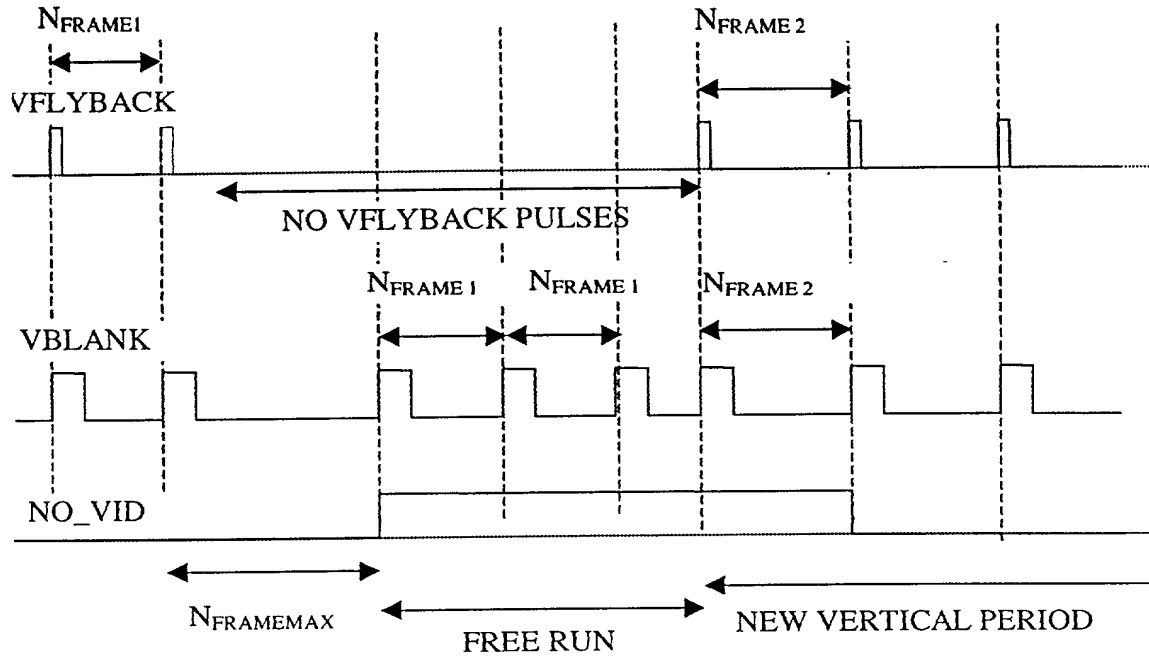 NFRAME1
NFRAME 2
VFLYBACK
NO VFLYBACK PULSES
NFRAME 1
NFRAME 1
NFRAME 2
VBLANK
NO_VID
NFRAMEMAX
FREE RUN
NEW VERTICAL PERIOD